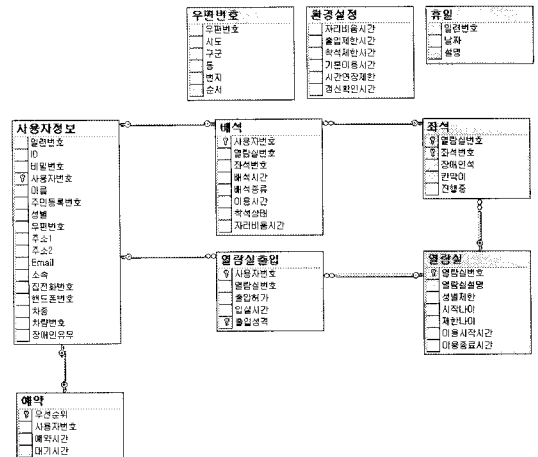 우편번호
우편번호
시도
구군
동
번지
순서
환경설정
자리비움시간
출입제한시간
착석제한시간
기본이용시간
시간연장제한
갱신확인시간
휴일
일련번호
날짜
설명
사용자정보
일련번호
ID
비밀번호
사용자번호
이름
주민등록번호
성별
우편번호
주소1
주소2
Email
소속
집전화번호
핸드폰번호
차종
차량번호
장애인유무
배석
사용자번호
열람실번호
좌석번호
배석시간
배석종류
이용시간
착석상태
자리비움시간
좌석
열람실번호
좌석번호
장애인석
칸막이
진행중
열람실출입
사용자번호
열람실번호
출입허가
입실시간
출입성격
열람실
열람실번호
열람실설명
성별제한
시작나이
제한나이
이용시작시간
이용종료시간
예약
우선순위
사용자번호
예약시간
대기시간